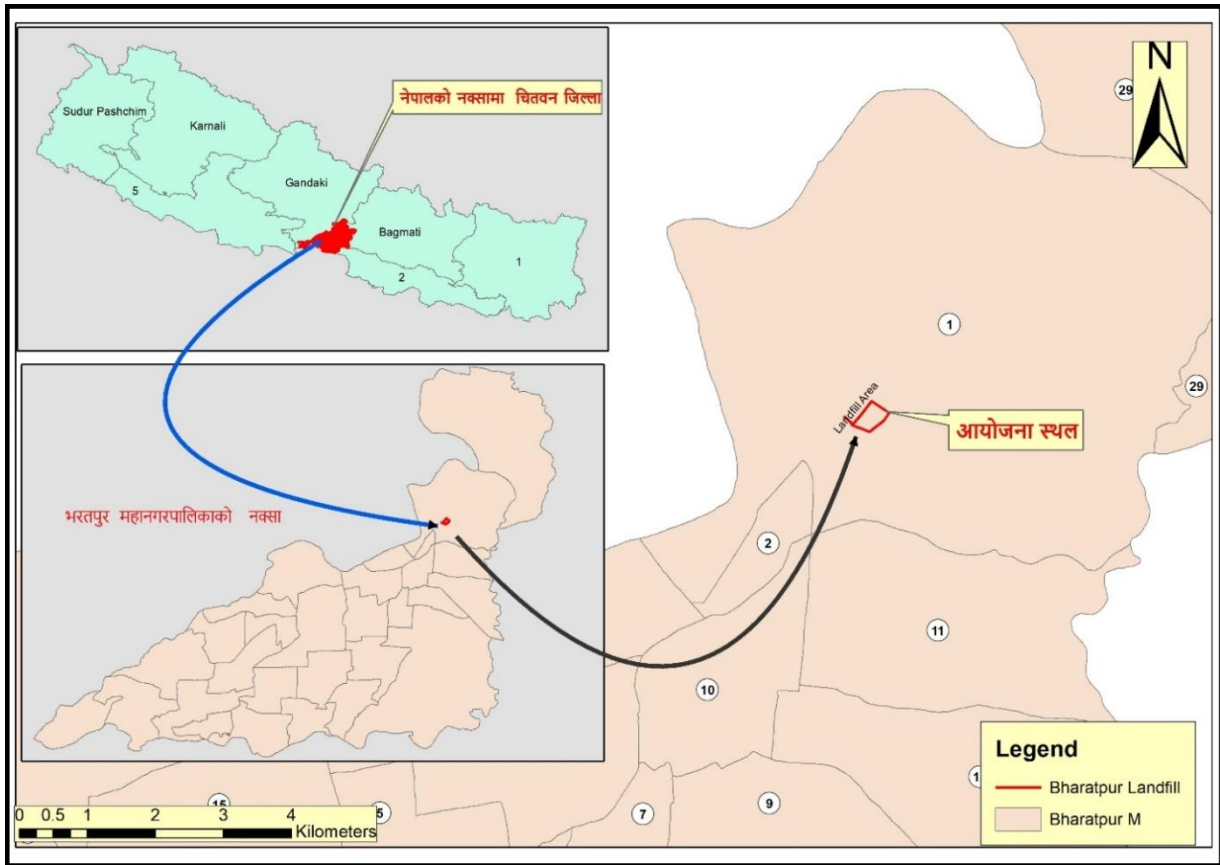 नेपालको नक्सामा चितवन जिल्ला
Sudur Pashchim
Karnali
5
Gandaki
Bagmati
2
1
भरतपुर महानगरपालिकाको नक्सा
N
29
1
29
Landfill Area
आयोजना स्थल
2
11
10
9
7
Legend
Bharatpur Landfill
Bharatpur M
0 0.5 1 2 3 4
Kilometers